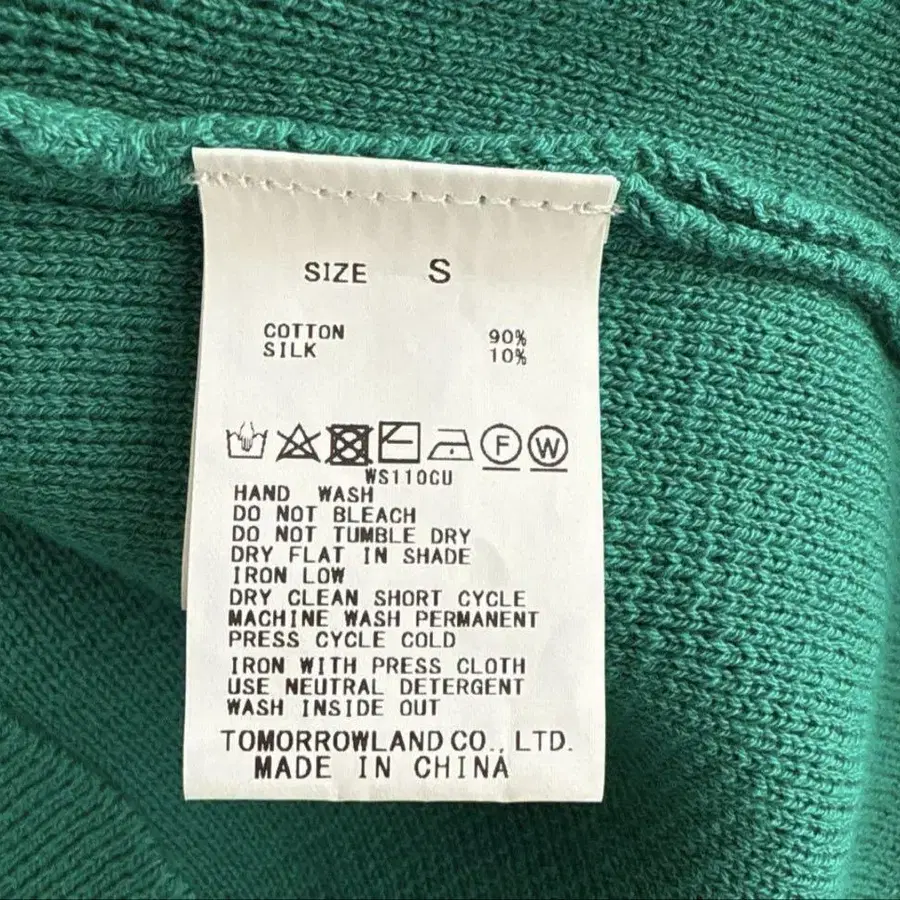 SIZE S
COTTON 90%
SILK 10%
F W
WS110CU
HAND WASH
DO NOT BLEACH
DO NOT TUMBLE DRY
DRY FLAT IN SHADE
IRON LOW
DRY CLEAN SHORT CYCLE
MACHINE WASH PERMANENT
PRESS CYCLE COLD
IRON WITH PRESS CLOTH
USE NEUTRAL DETERGENT
WASH INSIDE OUT
TOMORROWLAND CO., LTD.
MADE IN CHINA